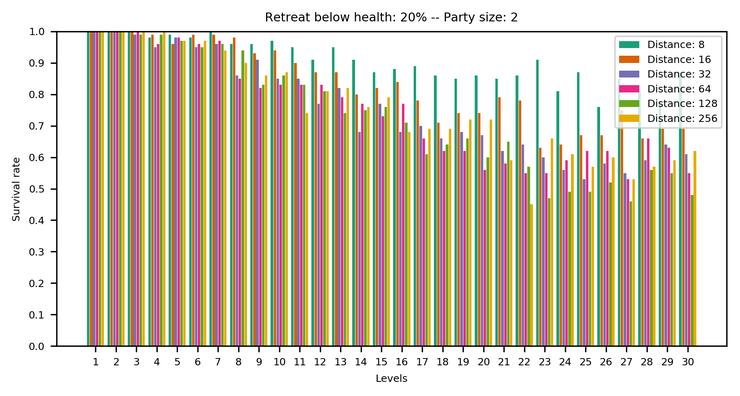 Retreat below health: 20% -- Party size: 2
Survival rate
1.0
0.9
0.8
0.7
0.6
0.5
0.4
0.3
0.2
0.1
0.0
Distance: 8
Distance: 16
Distance: 32
Distance: 64
Distance: 128
Distance: 256
1 2 3 4 5 6 7 8 9 10 11 12 13 14 15 16 17 18 19 20 21 22 23 24 25 26 27 28 29 30
Levels